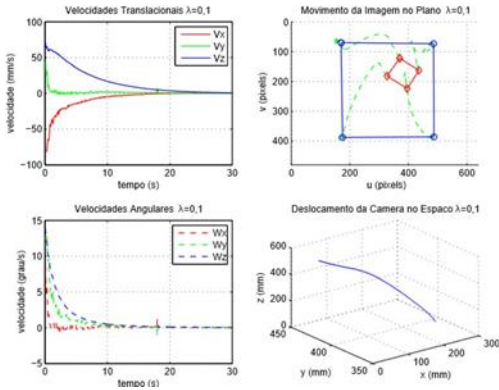 Velocidades Translacionais λ=0,1
Vx
Vy
Vz
velocidade (mm/s)
100
50
0
-50
-100
0
10
20
30
tempo (s)
Movimento da Imagem no Plano λ=0,1
v (pixels)
0
100
200
300
400
0
200
400
600
u (pixels)
Velocidades Angulares λ=0,1
Wx
Wy
Wz
velocidade (grau/s)
15
10
5
0
-5
0
10
20
30
tempo (s)
Deslocamento da Camera no Espaco λ=0,1
z (mm)
600
400
200
0
450
400
350
y (mm)
0
100
200
300
x (mm)